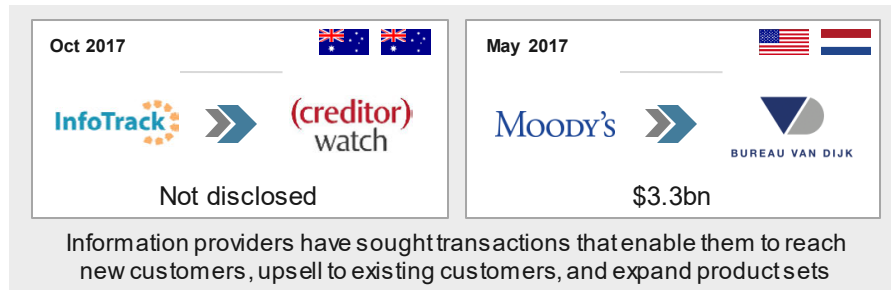 Oct 2017
InfoTrack
(creditor)
watch
Not disclosed
May 2017
MOODY'S
BUREAU VAN DIJK
$3.3bn
Information providers have sought transactions that enable them to reach
new customers, upsell to existing customers, and expand product sets